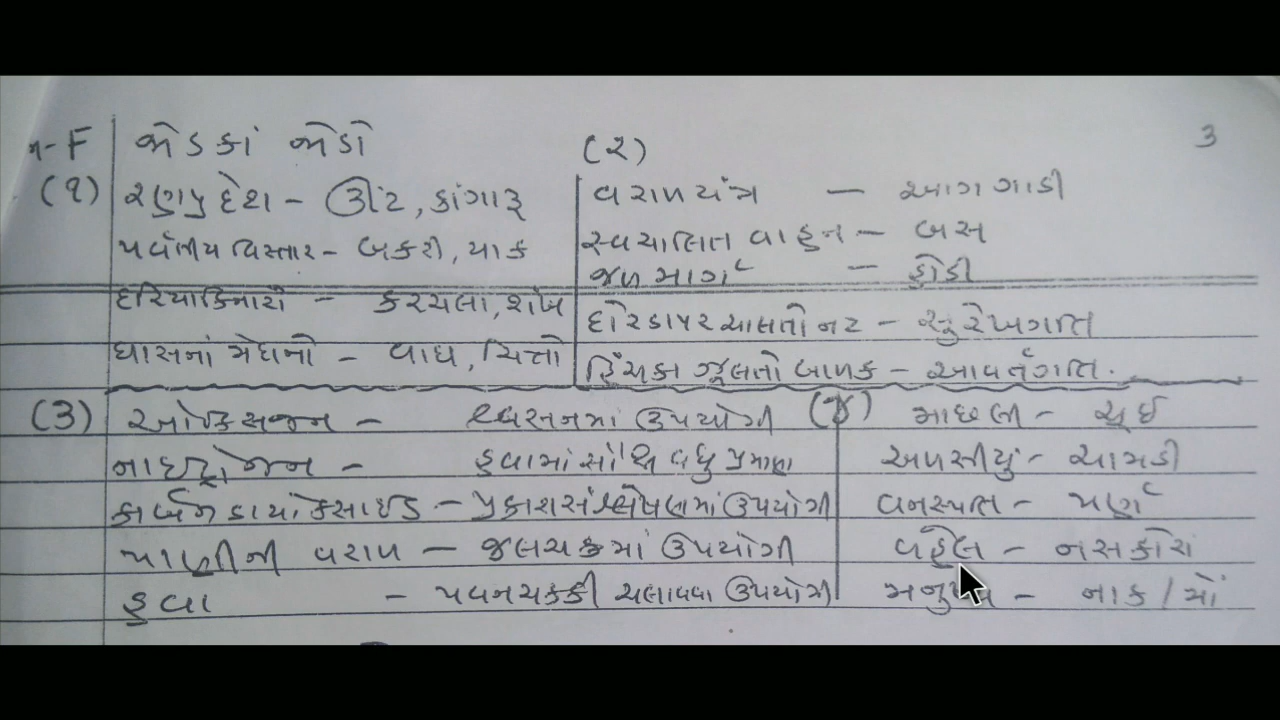 ન-F જોડકાં જોડો
3
(૧) રણપ્રદેશ - ઊંટ, કાંગારૂ
પર્વતીય વિસ્તાર - બકરી, યાક
દરિયાકિનારો - કરચલા, શંખ
ઘાસનાં મેદાનો - વાઘ, ચિત્તો
(૨)
વરાળયંત્ર - આગગાડી
સ્વચાલિત વાહન - બસ
જળમાર્ગ - હોડી
દોરડા પર ચાલતો નટ - સુરેખગતિ
હિંચકા ઝૂલતો બાળક - આવર્તગતિ.
(૩) ઓક્સિજન - શ્વસનમાં ઉપયોગી
નાઇટ્રોજન - હવામાં સૌથી વધુ પ્રમાણ
કાર્બન ડાયોક્સાઇડ - પ્રકાશસંશ્લેષણમાં ઉપયોગી
પાણીની વરાળ - જલચક્રમાં ઉપયોગી
હવા - પવનચક્કી ચલાવવા ઉપયોગી
(૪) માછલી - ચૂઈ
અળસીયું - ચામડી
વનસ્પતિ - પર્ણ
વ્હેલ - નસકોરા
મનુષ્ય - નાક / મોં